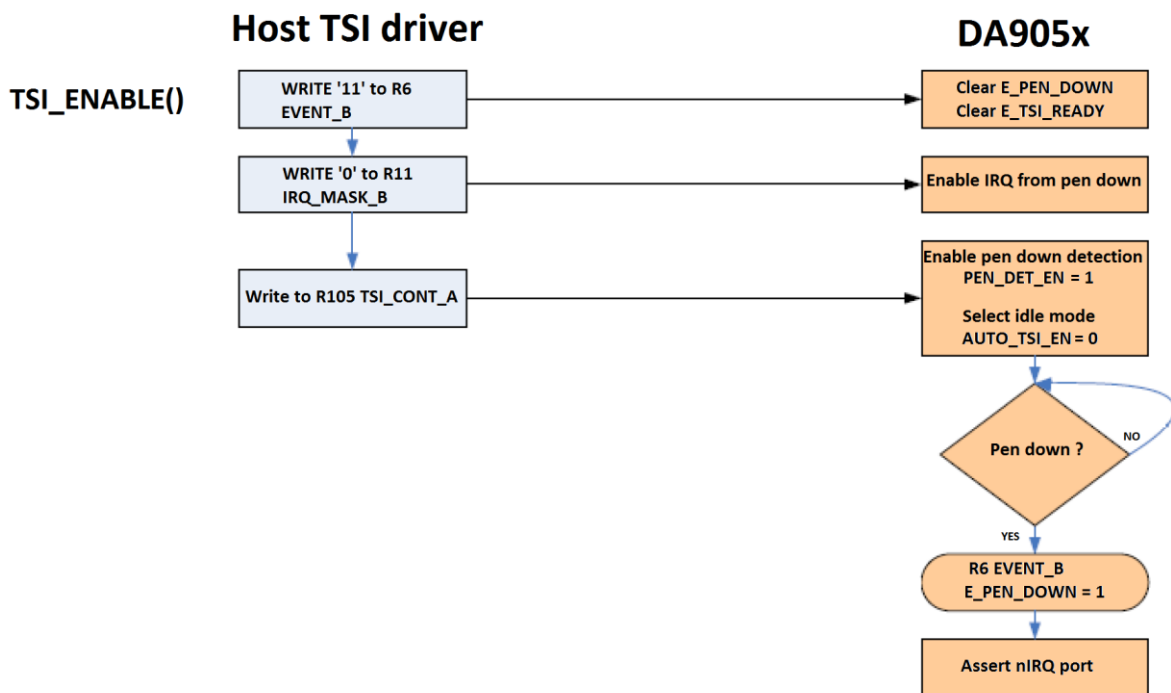 Host TSI driver
DA905x
TSI_ENABLE()
WRITE '11' to R6
EVENT_B
Clear E_PEN_DOWN
Clear E_TSI_READY
WRITE '0' to R11
IRQ_MASK_B
Enable IRQ from pen down
Write to R105 TSI_CONT_A
Enable pen down detection
PEN_DET_EN = 1
Select idle mode
AUTO_TSI_EN = 0
Pen down ?
NO
YES
R6 EVENT_B
E_PEN_DOWN = 1
Assert nIRQ port